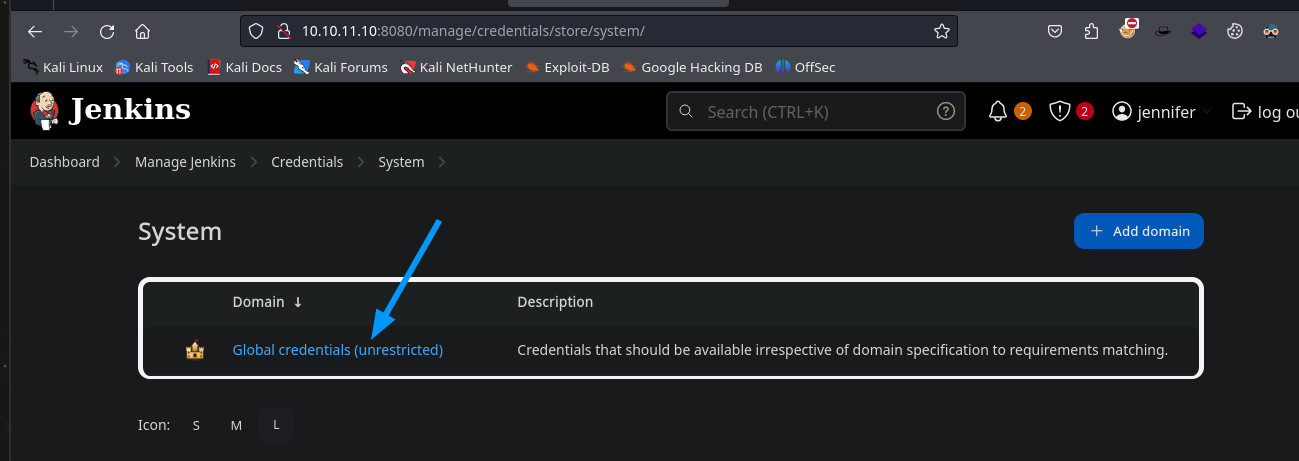 10.10.11.10:8080/manage/credentials/store/system/
Kali Linux Kali Tools Kali Docs Kali Forums Kali NetHunter Exploit-DB Google Hacking DB OffSec
Jenkins Search (CTRL+K) ? 2 2 jennifer log ou
Dashboard Manage Jenkins Credentials System
System + Add domain
Domain ↓ Description
Global credentials (unrestricted) Credentials that should be available irrespective of domain specification to requirements matching.
Icon: S M L